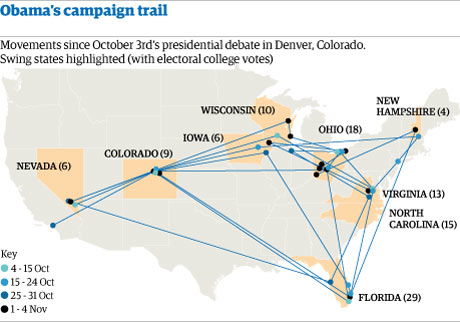 Obama's campaign trail
Movements since October 3rd's presidential debate in Denver, Colorado.
Swing states highlighted (with electoral college votes)
WISCONSIN (10)
NEW
HAMPSHIRE (4)
IOWA (6)
OHIO (18)
COLORADO (9)
NEVADA (6)
VIRGINIA (13)
NORTH
CAROLINA (15)
FLORIDA (29)
Key
4 - 15 Oct
15 - 24 Oct
25 - 31 Oct
1 - 4 Nov